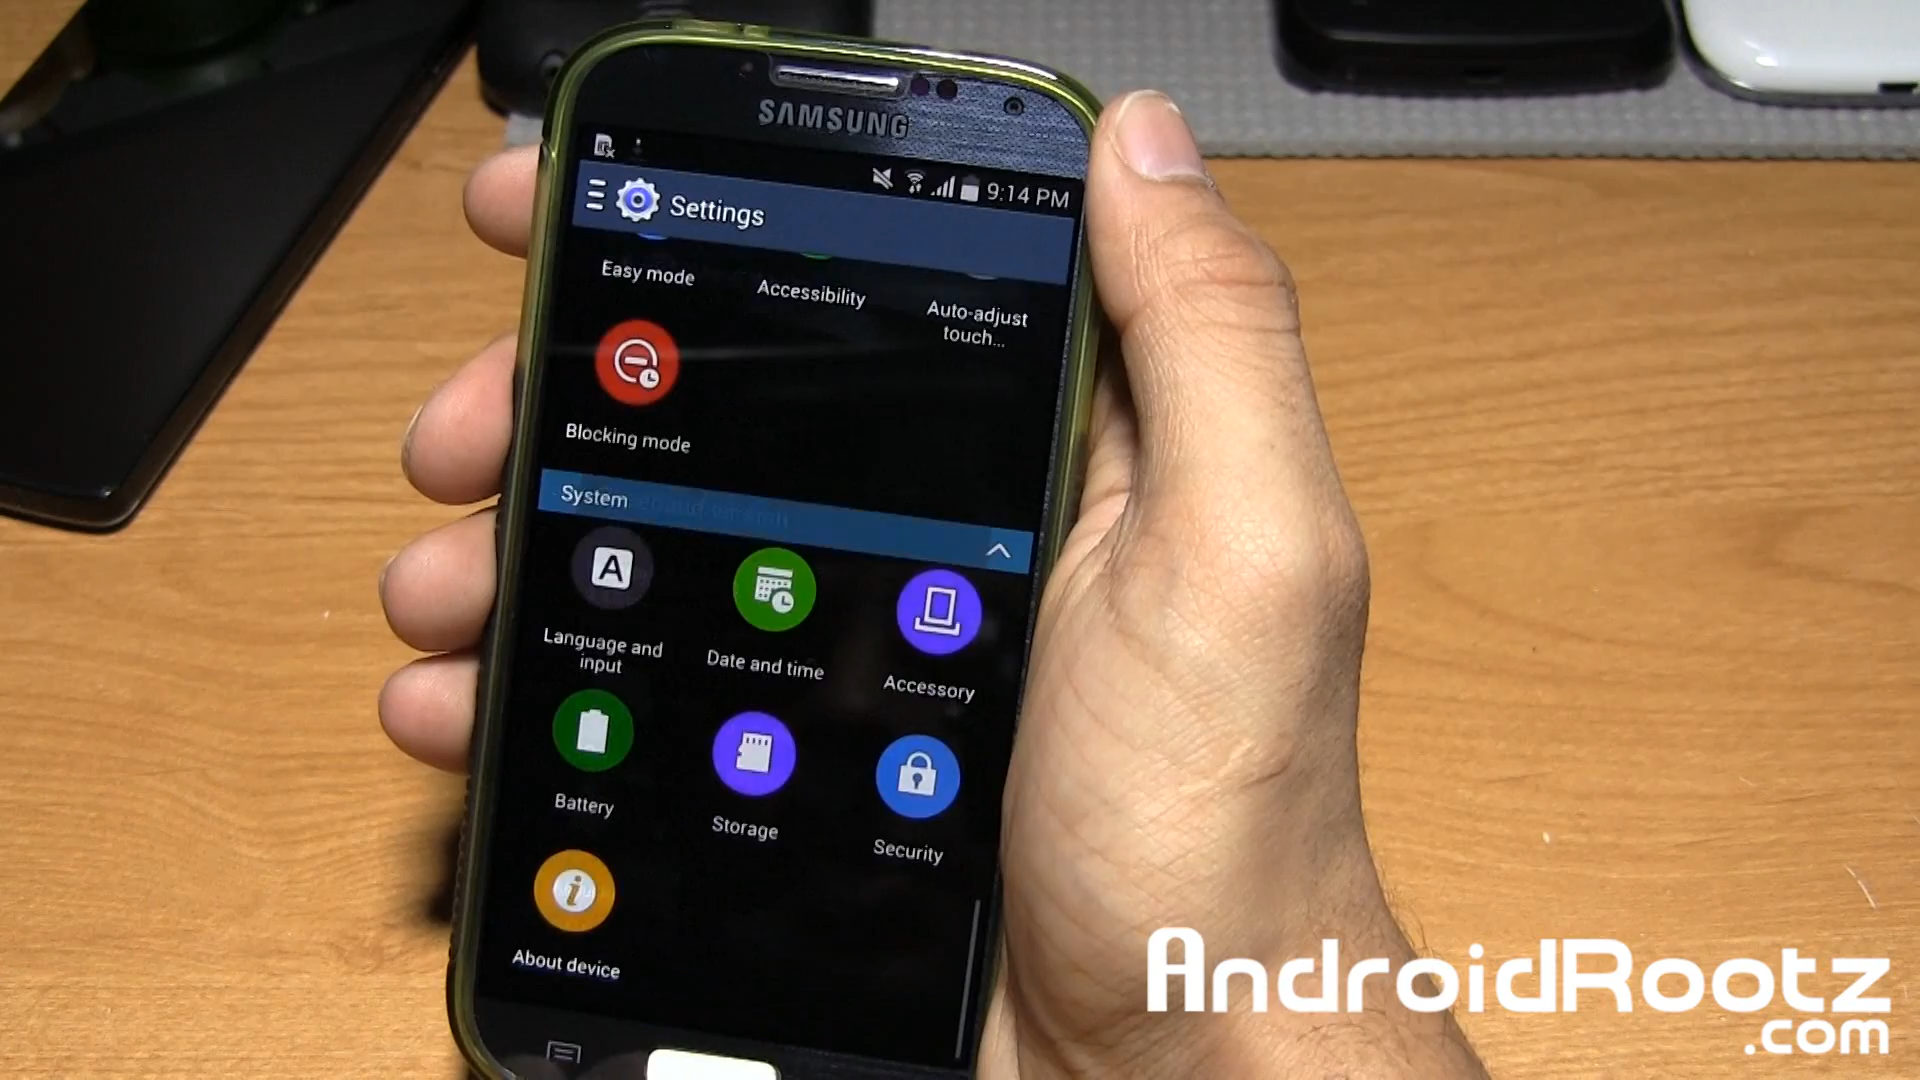 SAMSUNG
9:14 PM
Settings
Easy mode
Accessibility
Auto-adjust
touch...
Blocking mode
System
A
Language and
input
Date and time
Accessory
Battery
Storage
Security
i
About device
AndroidRootz
.com